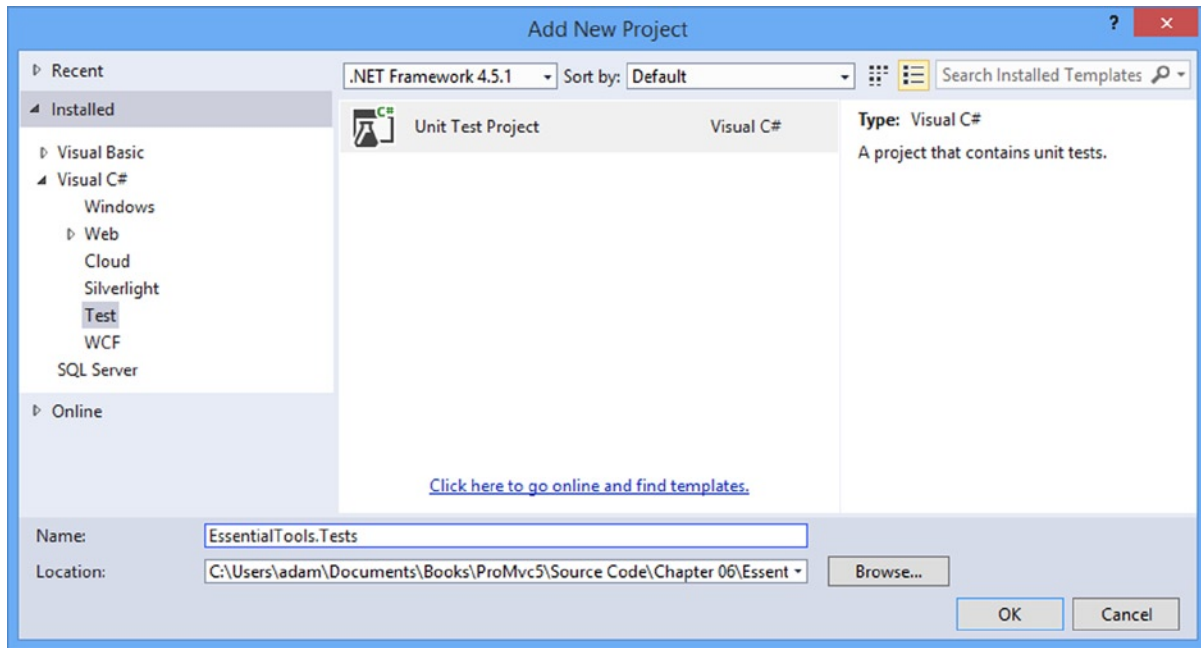 Add New Project
?
Recent
.NET Framework 4.5.1
Sort by:
Default
Search Installed Templates
Installed
Visual Basic
Visual C#
Windows
Web
Cloud
Silverlight
Test
WCF
SQL Server
Online
C#
Unit Test Project
Visual C#
Type: Visual C#
A project that contains unit tests.
Click here to go online and find templates.
Name:
EssentialTools.Tests
Location:
C:\Users\adam\Documents\Books\ProMvc5\Source Code\Chapter 06\Essent
Browse...
OK
Cancel